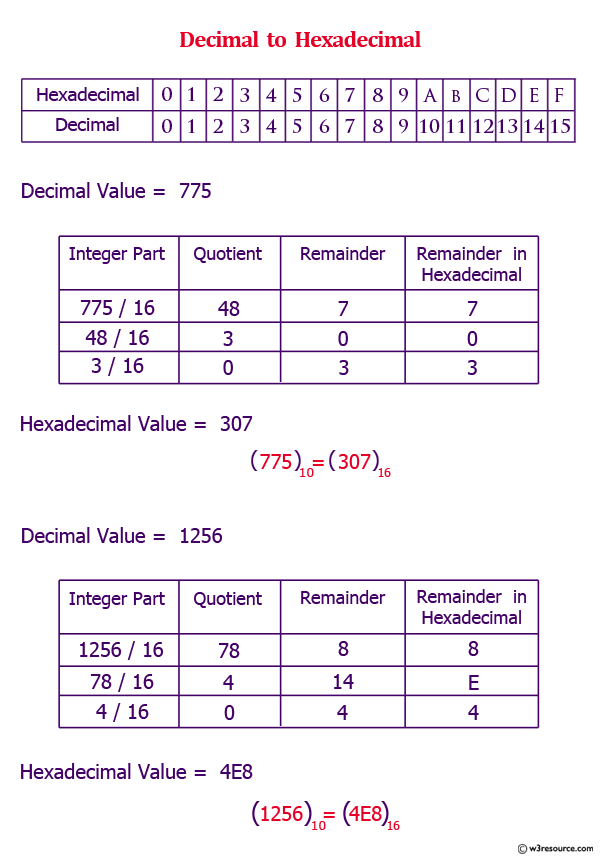 Decimal to Hexadecimal
Hexadecimal 0 1 2 3 4 5 6 7 8 9 A B C D E F
Decimal 0 1 2 3 4 5 6 7 8 9 10 11 12 13 14 15
Decimal Value = 775
Integer Part Quotient Remainder Remainder in
Hexadecimal
775 / 16 48 7 7
48 / 16 3 0 0
3 / 16 0 3 3
Hexadecimal Value = 307
(775)10=(307)16
Decimal Value = 1256
Integer Part Quotient Remainder Remainder in
Hexadecimal
1256 / 16 78 8 8
78 / 16 4 14 E
4 / 16 0 4 4
Hexadecimal Value = 4E8
(1256)10= (4E8)16
© w3resource.com